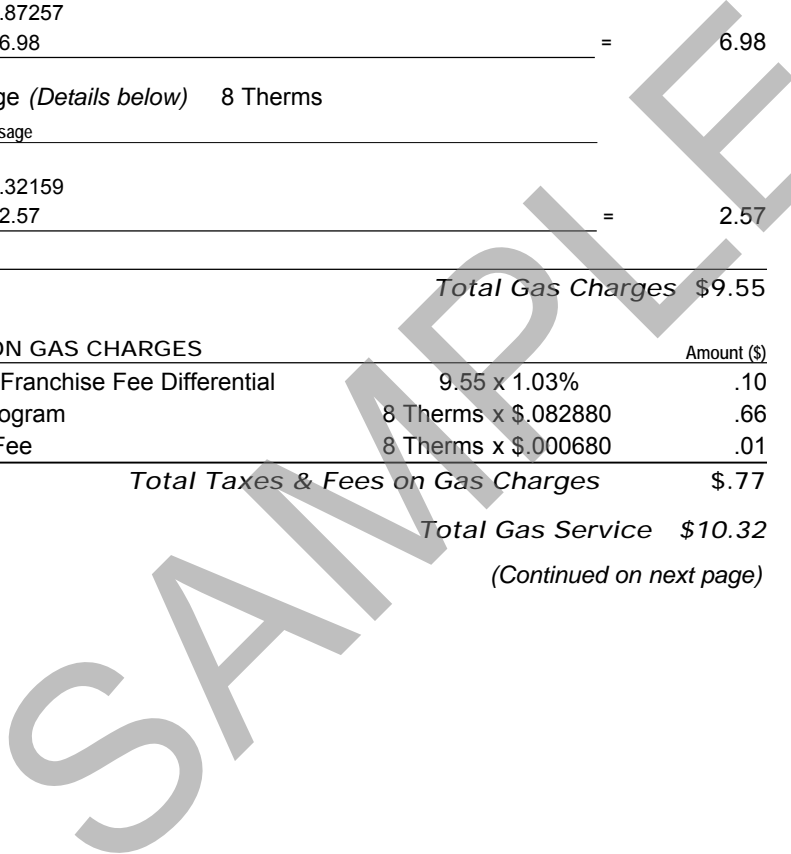 .87257
6.98 = 6.98
ge (Details below) 8 Therms
sage
.32159
2.57 = 2.57
Total Gas Charges $9.55
ON GAS CHARGES Amount ($)
Franchise Fee Differential 9.55 x 1.03% .10
ogram 8 Therms x $.082880 .66
Fee 8 Therms x $.000680 .01
Total Taxes & Fees on Gas Charges $.77
Total Gas Service $10.32
(Continued on next page)
SAMPLE